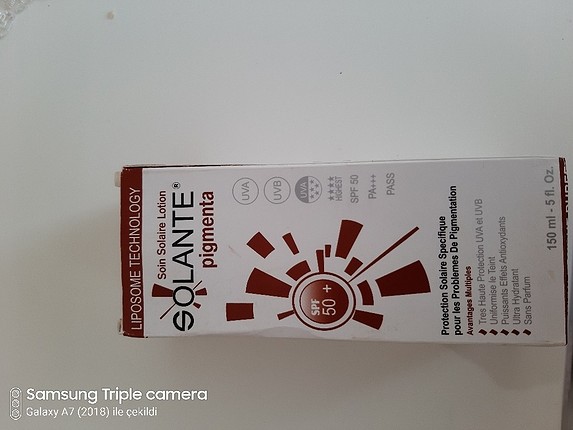 LIPOSOME TECHNOLOGY
Soin Solaire Lotion
SOLANTE®
pigmenta
UVA
UVB
UVA
HIGHEST
SPF 50
PA+++
PASS
SPF
50 +
Protection Solaire Specifique
pour les Problemes De Pigmentation
Avantages Multiples
Tres Haute Protection UVA et UVB
Uniformise le Teint
Puissants Effets Antioxydants
Ultra Hydratant
Sans Parfum
150 ml - 5 fl. Oz.
Samsung Triple camera
Galaxy A7 (2018) ile çekildi